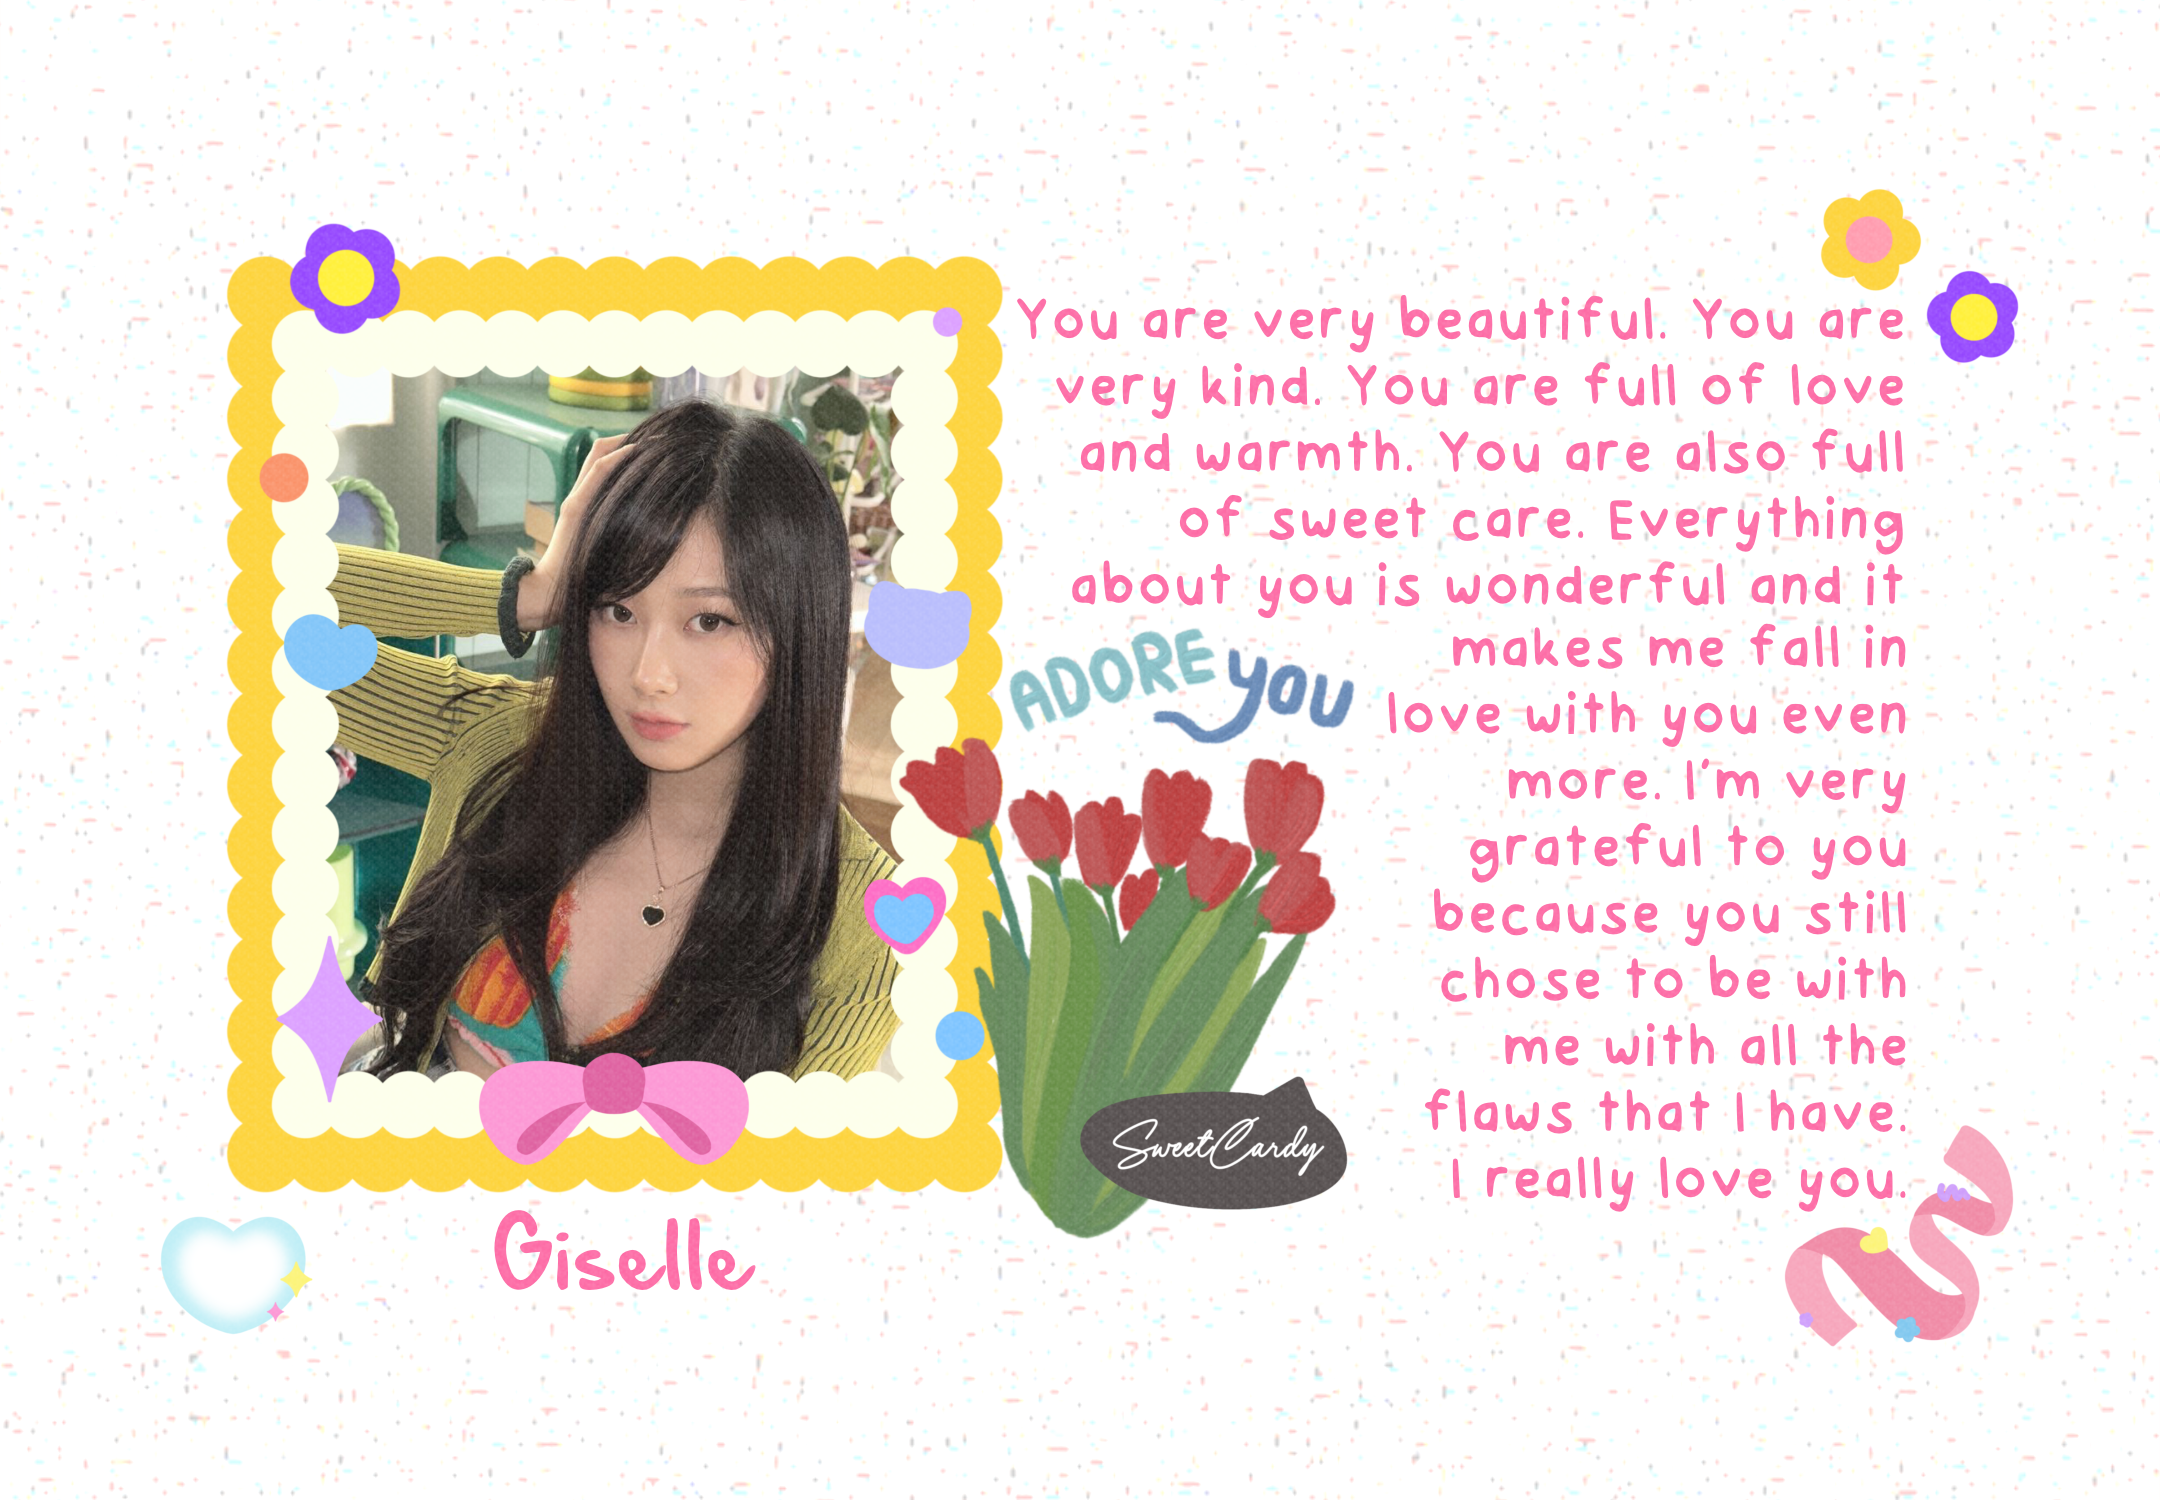 You are very beautiful. You are
very kind. You are full of love
and warmth. You are also full
of sweet care. Everything
about you is wonderful and it
makes me fall in
love with you even
more. I'm very
grateful to you
because you still
chose to be with
me with all the
flaws that I have.
I really love you.
ADORE YOU
SweetCardy
Giselle